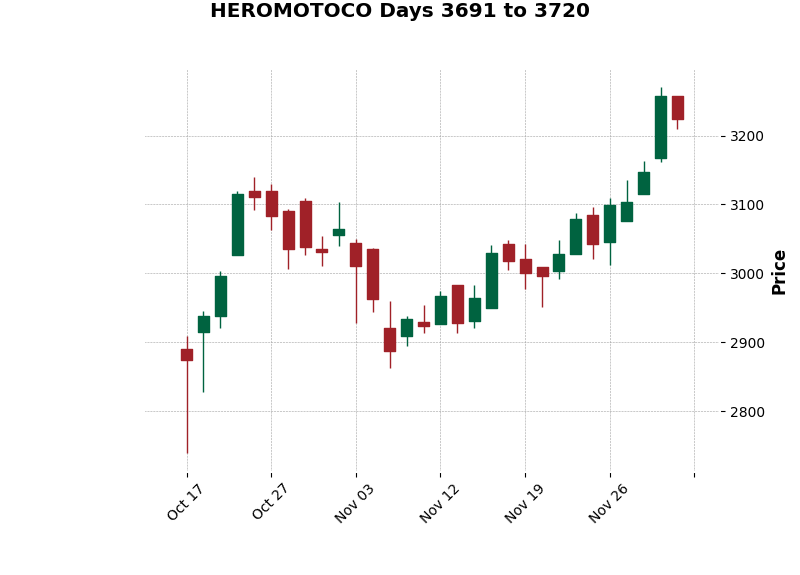 HEROMOTOCO Days 3691 to 3720
3200
3100
3000
2900
2800
Price
Oct 17
Oct 27
Nov 03
Nov 12
Nov 19
Nov 26